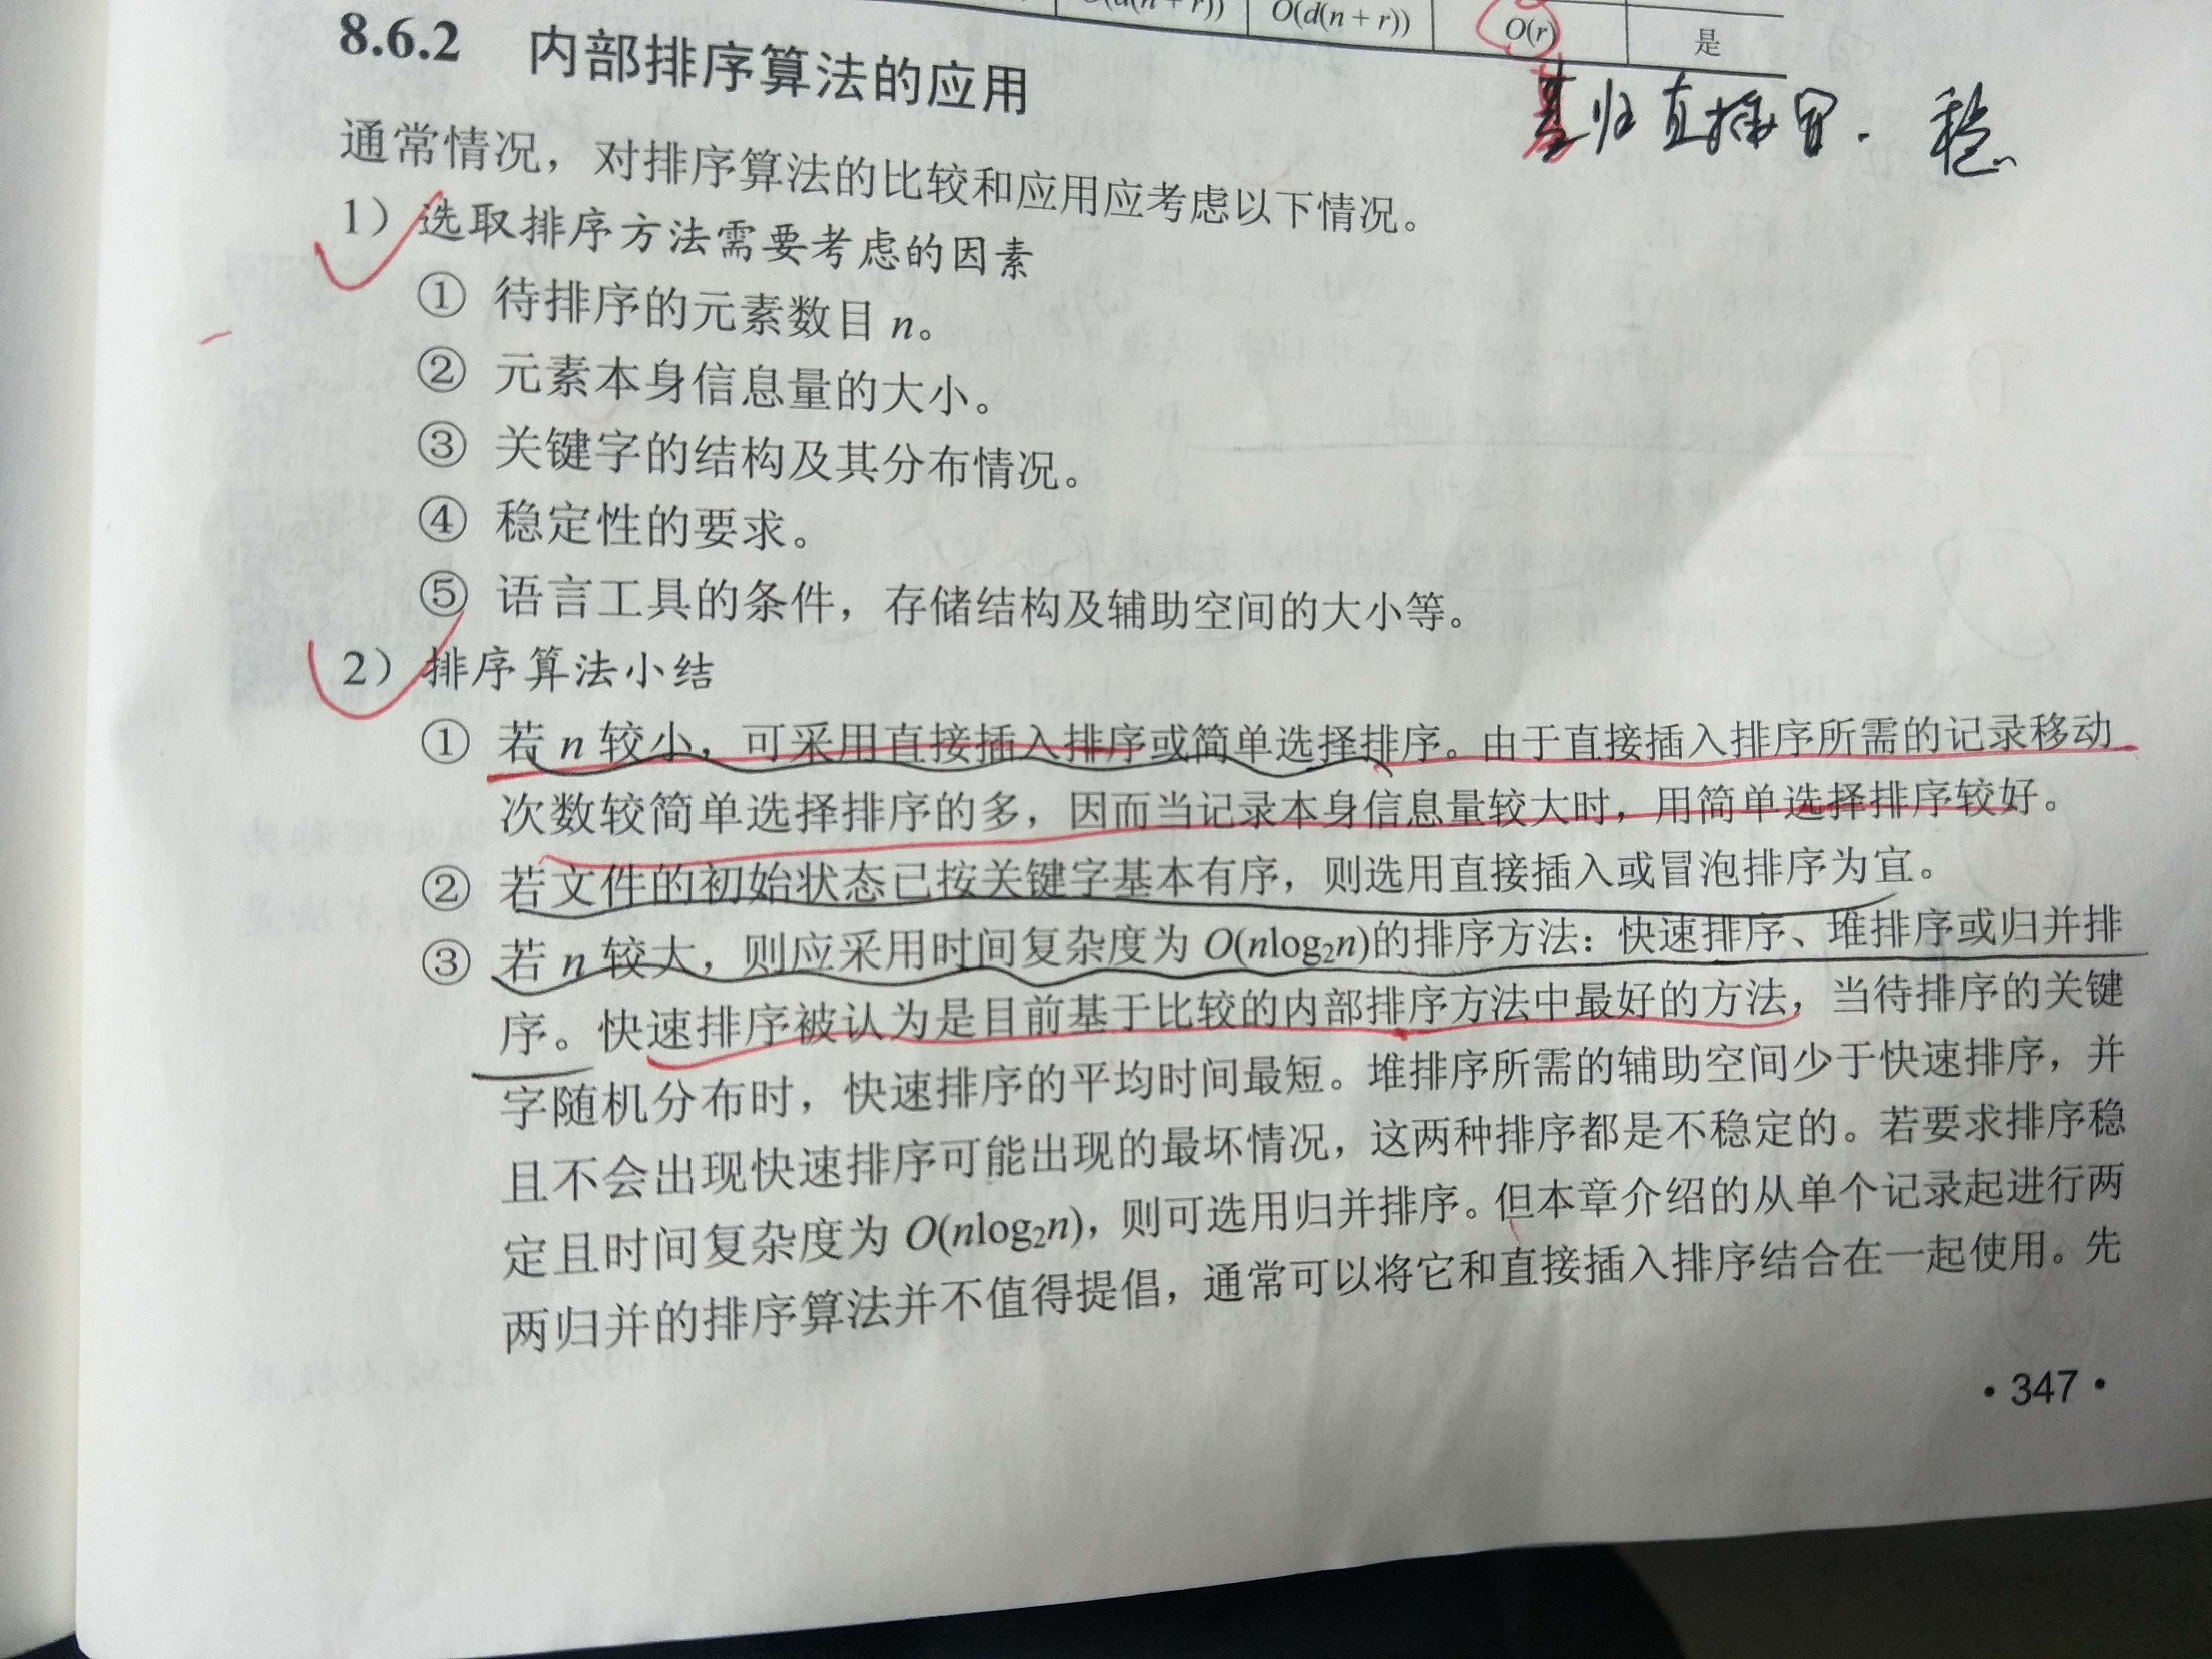 O(d(n + r)) O(d(n + r)) O(r) 是
8.6.2 内部排序算法的应用
基归直插冒. 稳
通常情况，对排序算法的比较和应用应考虑以下情况。
1）选取排序方法需要考虑的因素
① 待排序的元素数目 n。
② 元素本身信息量的大小。
③ 关键字的结构及其分布情况。
④ 稳定性的要求。
⑤ 语言工具的条件，存储结构及辅助空间的大小等。
2）排序算法小结
① 若 n 较小，可采用直接插入排序或简单选择排序。由于直接插入排序所需的记录移动
次数较简单选择排序的多，因而当记录本身信息量较大时，用简单选择排序较好。
② 若文件的初始状态已按关键字基本有序，则选用直接插入或冒泡排序为宜。
③ 若 n 较大，则应采用时间复杂度为 O(nlog₂n)的排序方法：快速排序、堆排序或归并排
序。快速排序被认为是目前基于比较的内部排序方法中最好的方法，当待排序的关键
字随机分布时，快速排序的平均时间最短。堆排序所需的辅助空间少于快速排序，并
且不会出现快速排序可能出现的最坏情况，这两种排序都是不稳定的。若要求排序稳
定且时间复杂度为 O(nlog₂n)，则可选用归并排序。但本章介绍的从单个记录起进行两
两归并的排序算法并不值得提倡，通常可以将它和直接插入排序结合在一起使用。先
• 347 •